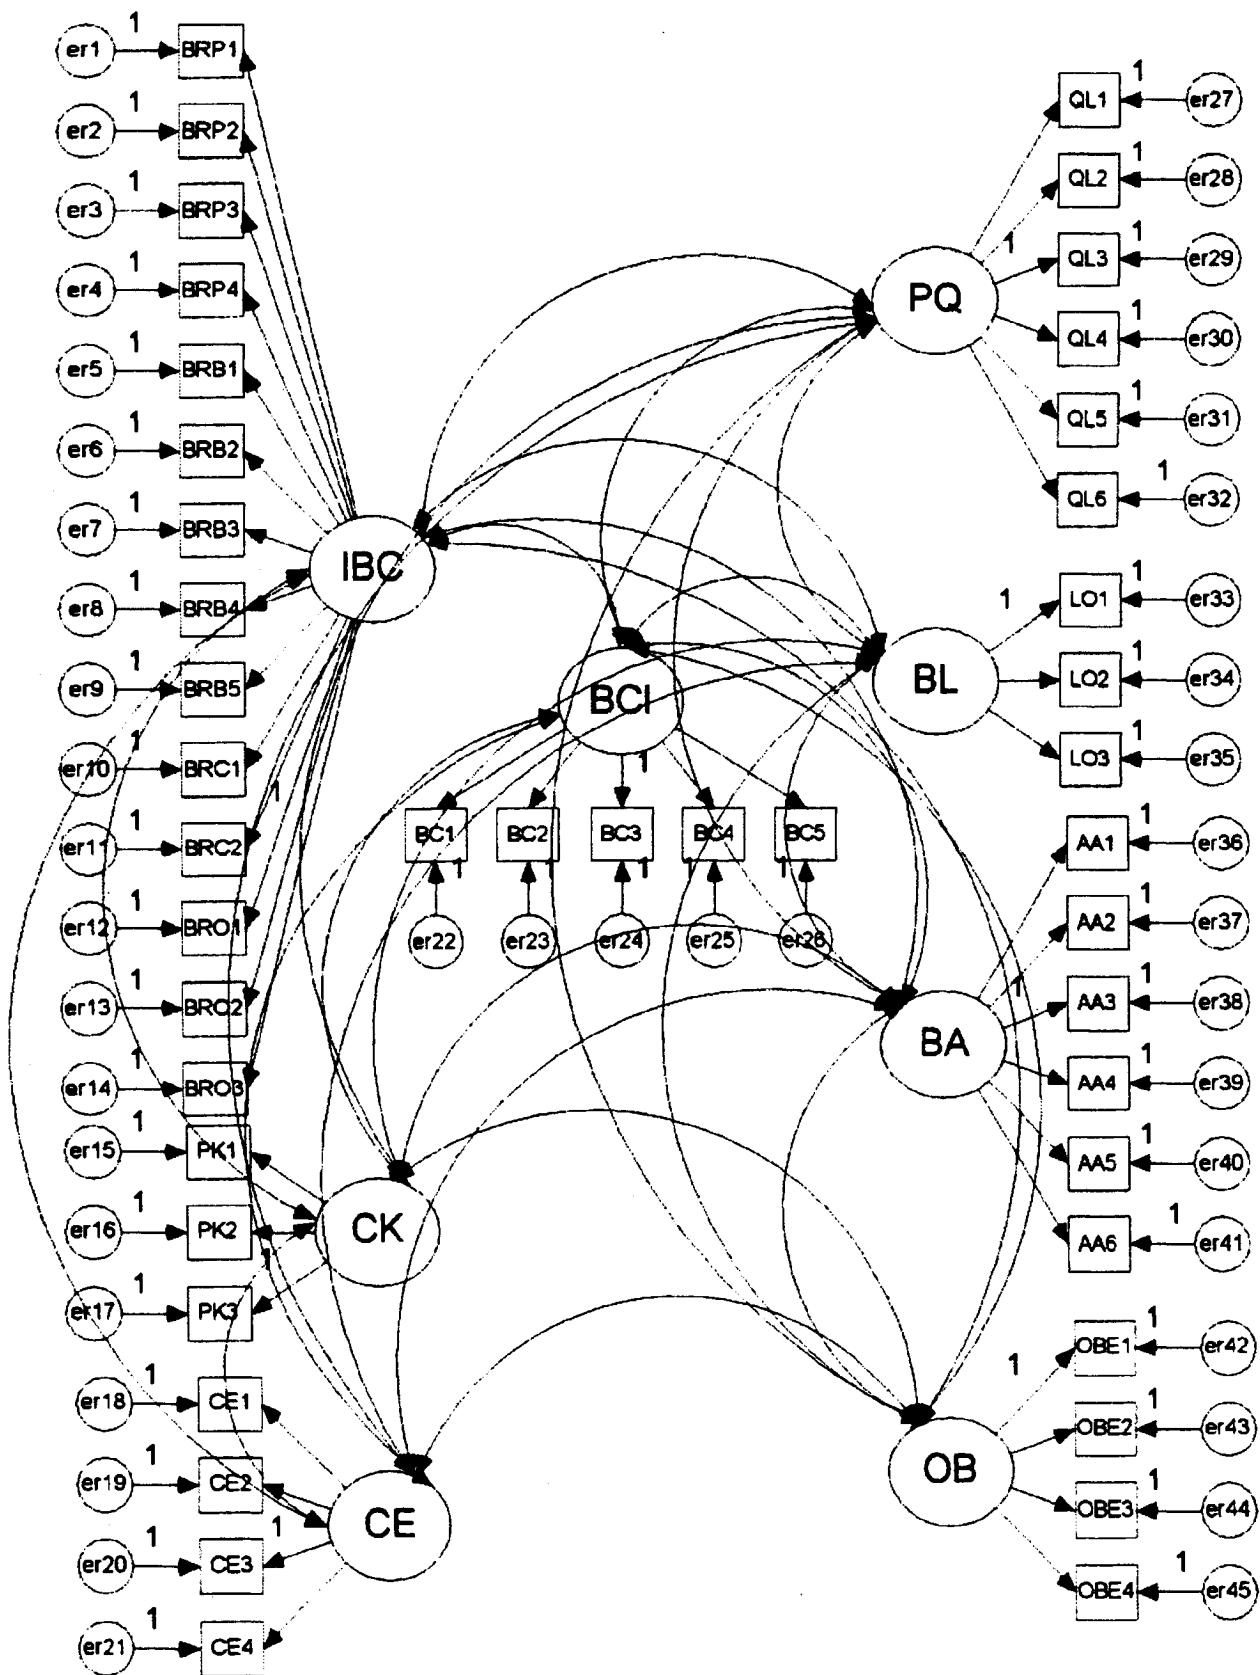 1
er1
BRP1
1
er2
BRP2
1
er3
BRP3
1
er4
BRP4
1
er5
BRB1
1
er6
BRB2
1
er7
BRB3
1
er8
BRB4
1
er9
BRB5
1
er10
BRC1
1
1
er11
BRC2
1
er12
BRO1
1
er13
BRO2
1
er14
BRO3
1
er15
PK1
1
er16
PK2
1
1
er17
PK3
1
er18
CE1
1
er19
CE2
1
1
er20
CE3
1
er21
CE4
IBC
CK
CE
BCI
1
BC1
BC2
BC3
BC4
BC5
1
1
1
1
1
er22
er23
er24
er25
er26
PQ
1
QL1
1
er27
QL2
1
er28
QL3
1
er29
QL4
1
er30
QL5
1
er31
QL6
1
er32
BL
1
LO1
1
er33
LO2
1
er34
LO3
1
er35
BA
1
AA1
1
er36
AA2
1
er37
AA3
1
er38
AA4
1
er39
AA5
1
er40
AA6
1
er41
OB
1
OBE1
1
er42
OBE2
1
er43
OBE3
1
er44
OBE4
1
er45